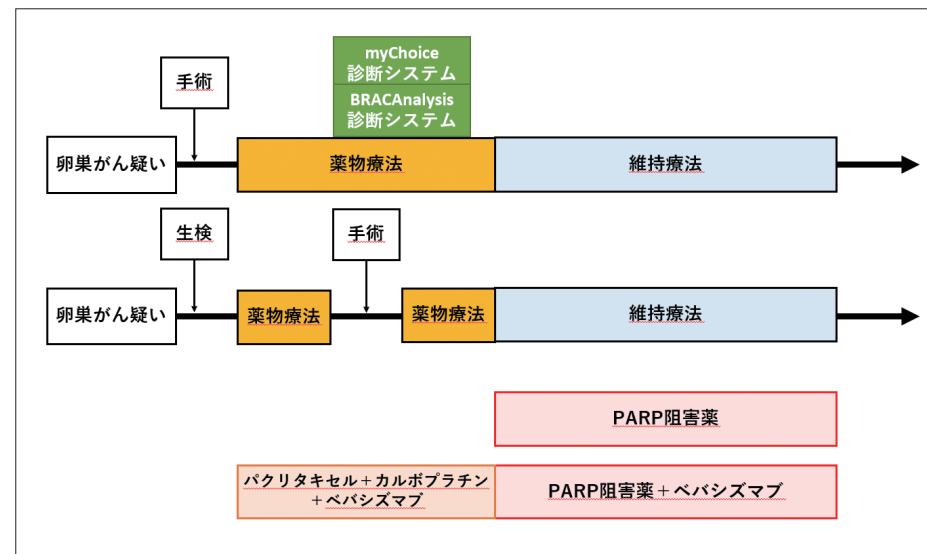 myChoice
診断システム
手術
BRACAnalysis
診断システム
卵巣がん疑い
薬物療法
維持療法
生検
手術
卵巣がん疑い
薬物療法
薬物療法
維持療法
PARP阻害薬
パクリタキセル＋カルボプラチン
＋ベバシズマブ
PARP阻害薬＋ベバシズマブ